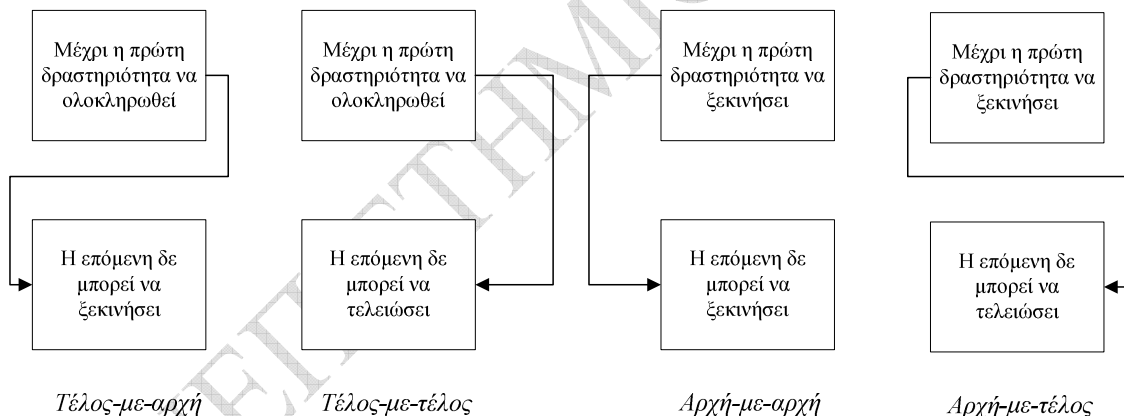 Μέχρι η πρώτη
δραστηριότητα να
ολοκληρωθεί
Μέχρι η πρώτη
δραστηριότητα να
ολοκληρωθεί
Μέχρι η πρώτη
δραστηριότητα να
ξεκινήσει
Μέχρι η πρώτη
δραστηριότητα να
ξεκινήσει
Η επόμενη δε
μπορεί να
ξεκινήσει
Η επόμενη δε
μπορεί να
τελειώσει
Η επόμενη δε
μπορεί να
ξεκινήσει
Η επόμενη δε
μπορεί να
τελειώσει
Τέλος-με-αρχή
Τέλος-με-τέλος
Αρχή-με-αρχή
Αρχή-με-τέλος